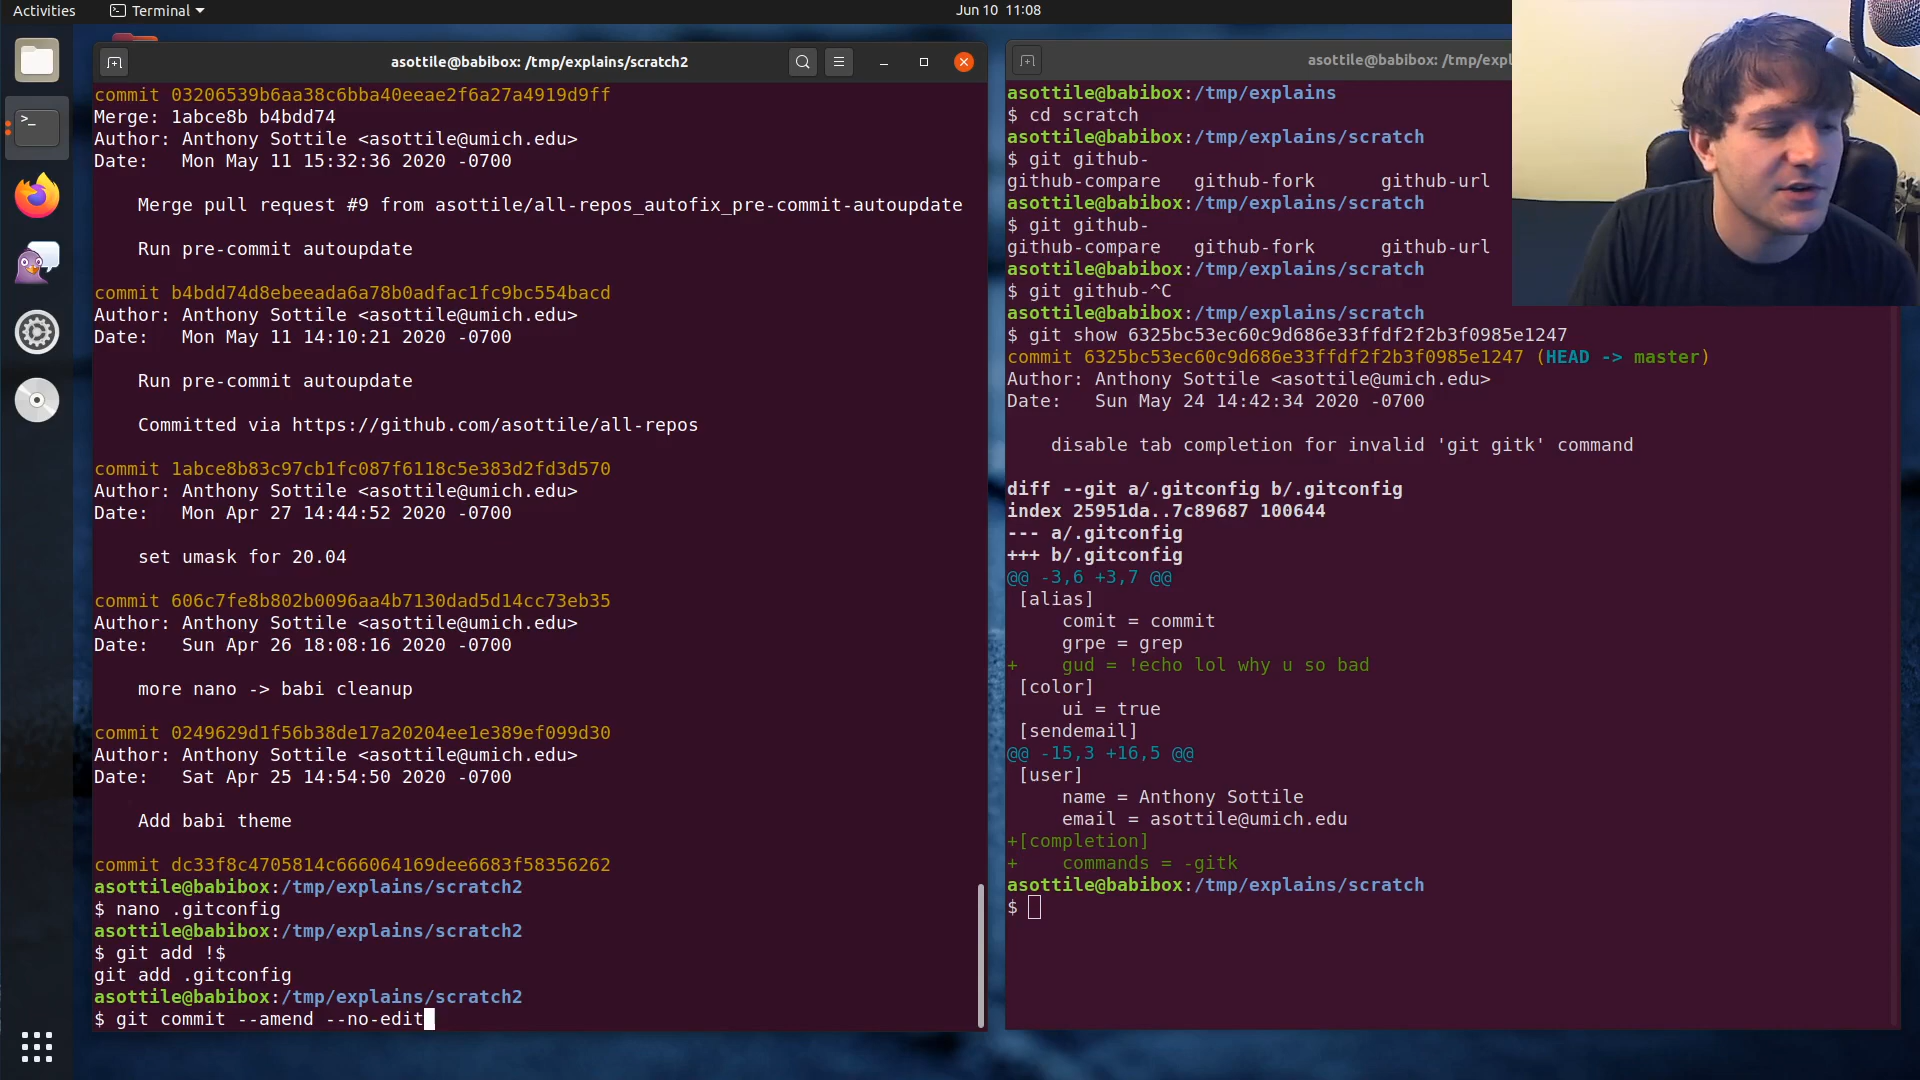 Activities
Terminal
Jun 10 11:08
asottile@babibox: /tmp/explains/scratch2
commit 03206539b6aa38c6bba40eeae2f6a27a4919d9ff
Merge: 1abce8b b4bdd74
Author: Anthony Sottile <asottile@umich.edu>
Date:   Mon May 11 15:32:36 2020 -0700
Merge pull request #9 from asottile/all-repos_autofix_pre-commit-autoupdate
Run pre-commit autoupdate
commit b4bdd74d8ebeeada6a78b0adfac1fc9bc554bacd
Author: Anthony Sottile <asottile@umich.edu>
Date:   Mon May 11 14:10:21 2020 -0700
Run pre-commit autoupdate
Committed via https://github.com/asottile/all-repos
commit 1abce8b83c97cb1fc087f6118c5e383d2fd3d570
Author: Anthony Sottile <asottile@umich.edu>
Date:   Mon Apr 27 14:44:52 2020 -0700
set umask for 20.04
commit 606c7fe8b802b0096aa4b7130dad5d14cc73eb35
Author: Anthony Sottile <asottile@umich.edu>
Date:   Sun Apr 26 18:08:16 2020 -0700
more nano -> babi cleanup
commit 0249629d1f56b38de17a20204ee1e389ef099d30
Author: Anthony Sottile <asottile@umich.edu>
Date:   Sat Apr 25 14:54:50 2020 -0700
Add babi theme
commit dc33f8c4705814c666064169dee6683f58356262
asottile@babibox:/tmp/explains/scratch2
$ nano .gitconfig
asottile@babibox:/tmp/explains/scratch2
$ git add !$
git add .gitconfig
asottile@babibox:/tmp/explains/scratch2
$ git commit --amend --no-edit
asottile@babibox: /tmp/expl
asottile@babibox:/tmp/explains
$ cd scratch
asottile@babibox:/tmp/explains/scratch
$ git github-
github-compare   github-fork      github-url
asottile@babibox:/tmp/explains/scratch
$ git github-
github-compare   github-fork      github-url
asottile@babibox:/tmp/explains/scratch
$ git github-^C
asottile@babibox:/tmp/explains/scratch
$ git show 6325bc53ec60c9d686e33ffdf2f2b3f0985e1247
commit 6325bc53ec60c9d686e33ffdf2f2b3f0985e1247 (HEAD -> master)
Author: Anthony Sottile <asottile@umich.edu>
Date:   Sun May 24 14:42:34 2020 -0700
disable tab completion for invalid 'git gitk' command
diff --git a/.gitconfig b/.gitconfig
index 25951da..7c89687 100644
--- a/.gitconfig
+++ b/.gitconfig
@@ -3,6 +3,7 @@
[alias]
comit = commit
grpe = grep
+    gud = !echo lol why u so bad
[color]
ui = true
[sendemail]
@@ -15,3 +16,5 @@
[user]
name = Anthony Sottile
email = asottile@umich.edu
+[completion]
+    commands = -gitk
asottile@babibox:/tmp/explains/scratch
$